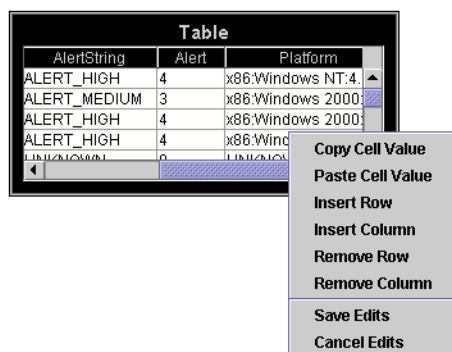 Table
AlertString Alert Platform
ALERT_HIGH 4 x86:Windows NT:4.
ALERT_MEDIUM 3 x86:Windows 2000:
ALERT_HIGH 4 x86:Windows 2000:
ALERT_HIGH 4
Copy Cell Value
Paste Cell Value
Insert Row
Insert Column
Remove Row
Remove Column
Save Edits
Cancel Edits